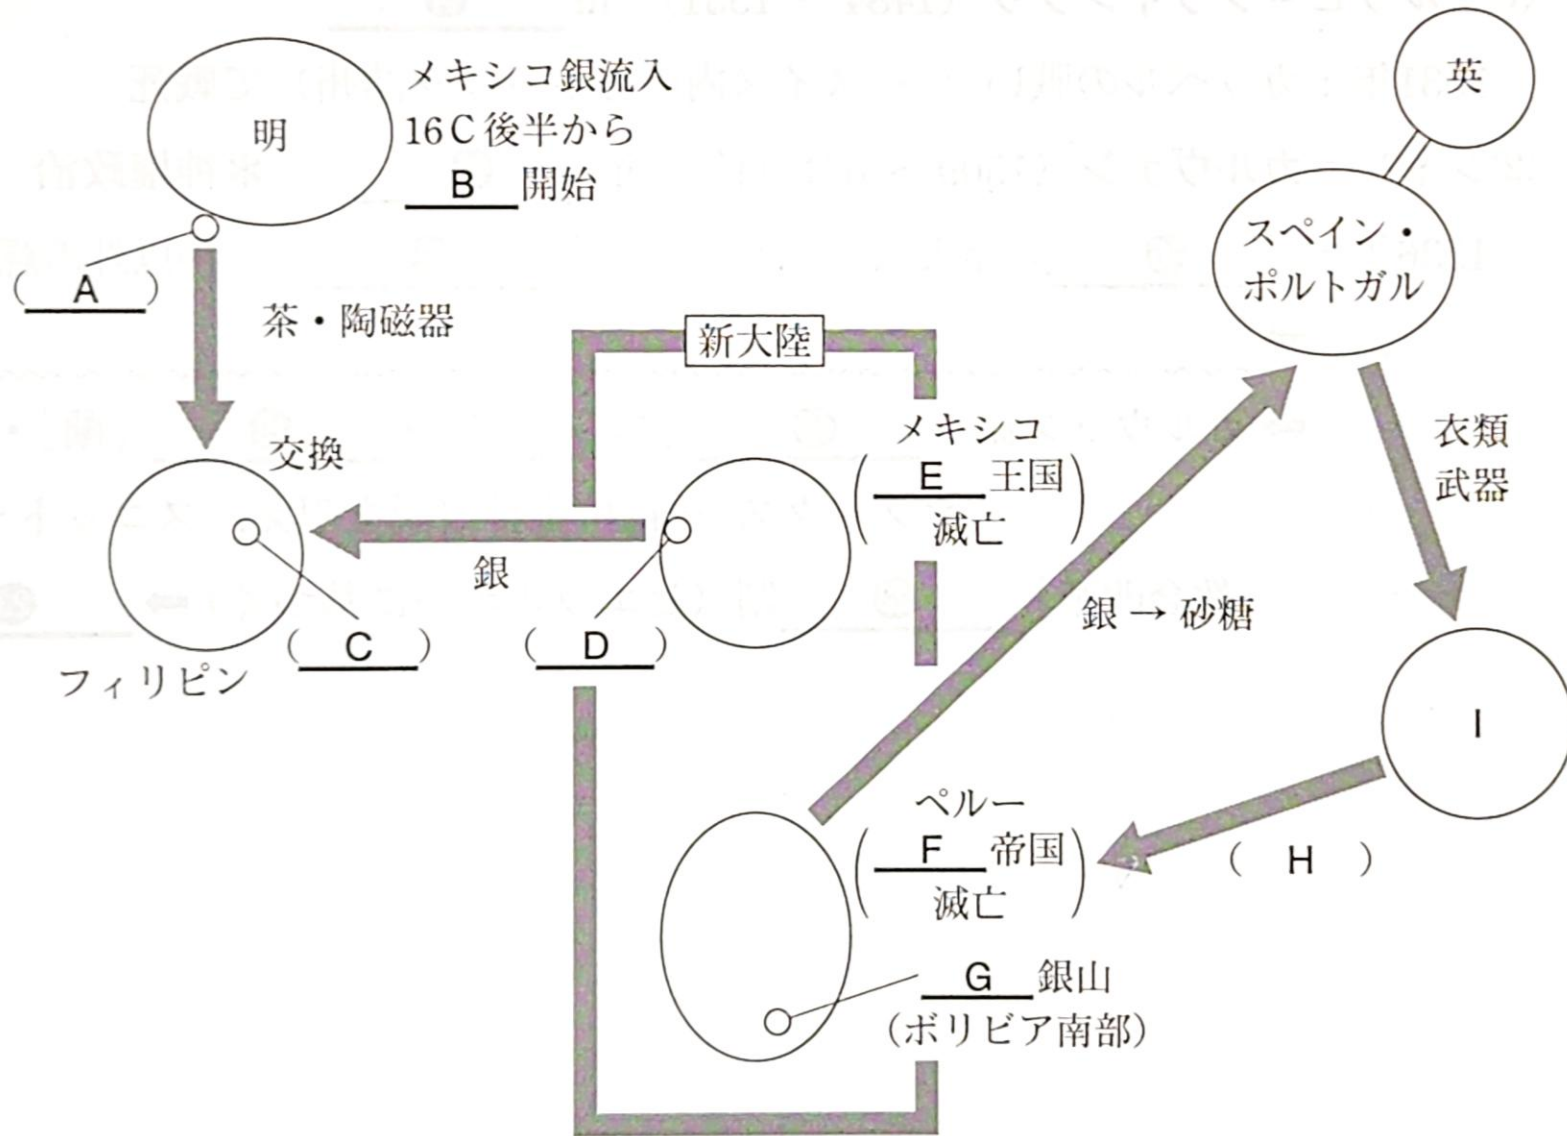 明
メキシコ銀流入
16C後半から
B 開始
(A)
茶・陶磁器
英
スペイン・
ポルトガル
新大陸
衣類
武器
交換
銀
(C)
フィリピン
(D)
メキシコ
(E 王国
滅亡)
銀→砂糖
I
ペルー
(F 帝国
滅亡)
(H)
G 銀山
(ボリビア南部)